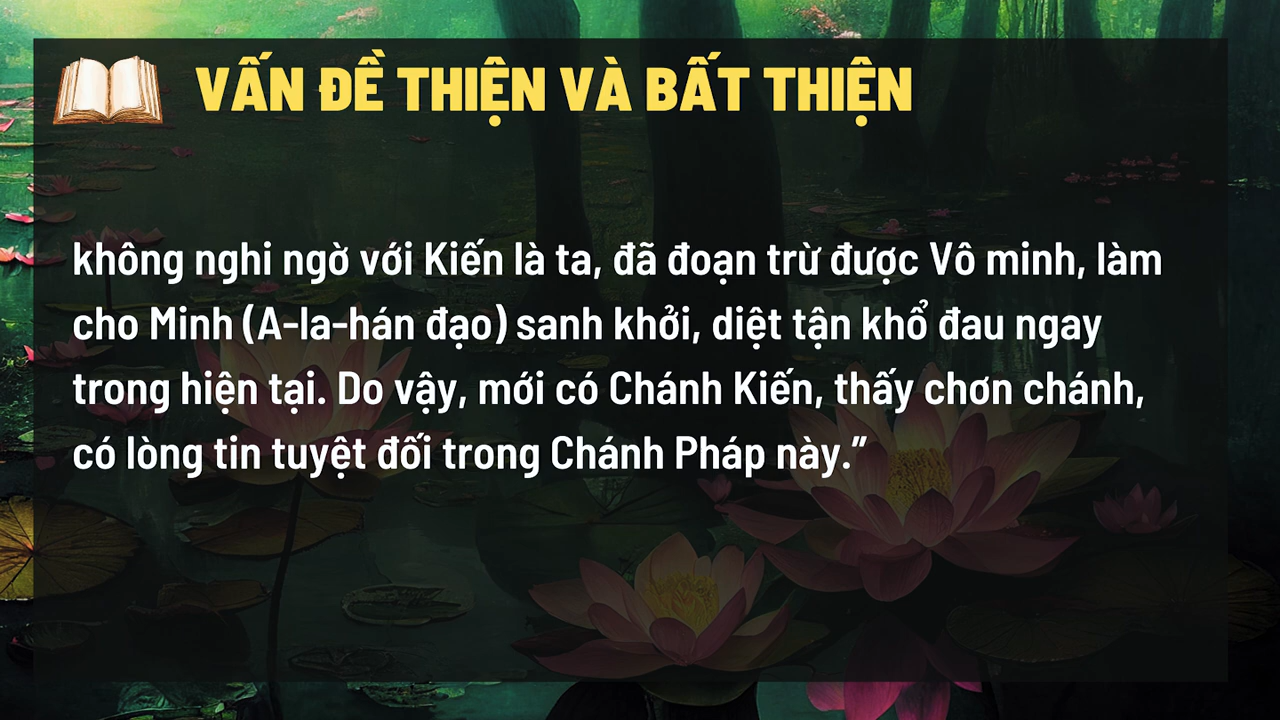 VẤN ĐỀ THIỆN VÀ BẤT THIỆN
không nghi ngờ với Kiến là ta, đã đoạn trừ được Vô minh, làm
cho Minh (A-la-hán đạo) sanh khởi, diệt tận khổ đau ngay
trong hiện tại. Do vậy, mới có Chánh Kiến, thấy chơn chánh,
có lòng tin tuyệt đối trong Chánh Pháp này.”